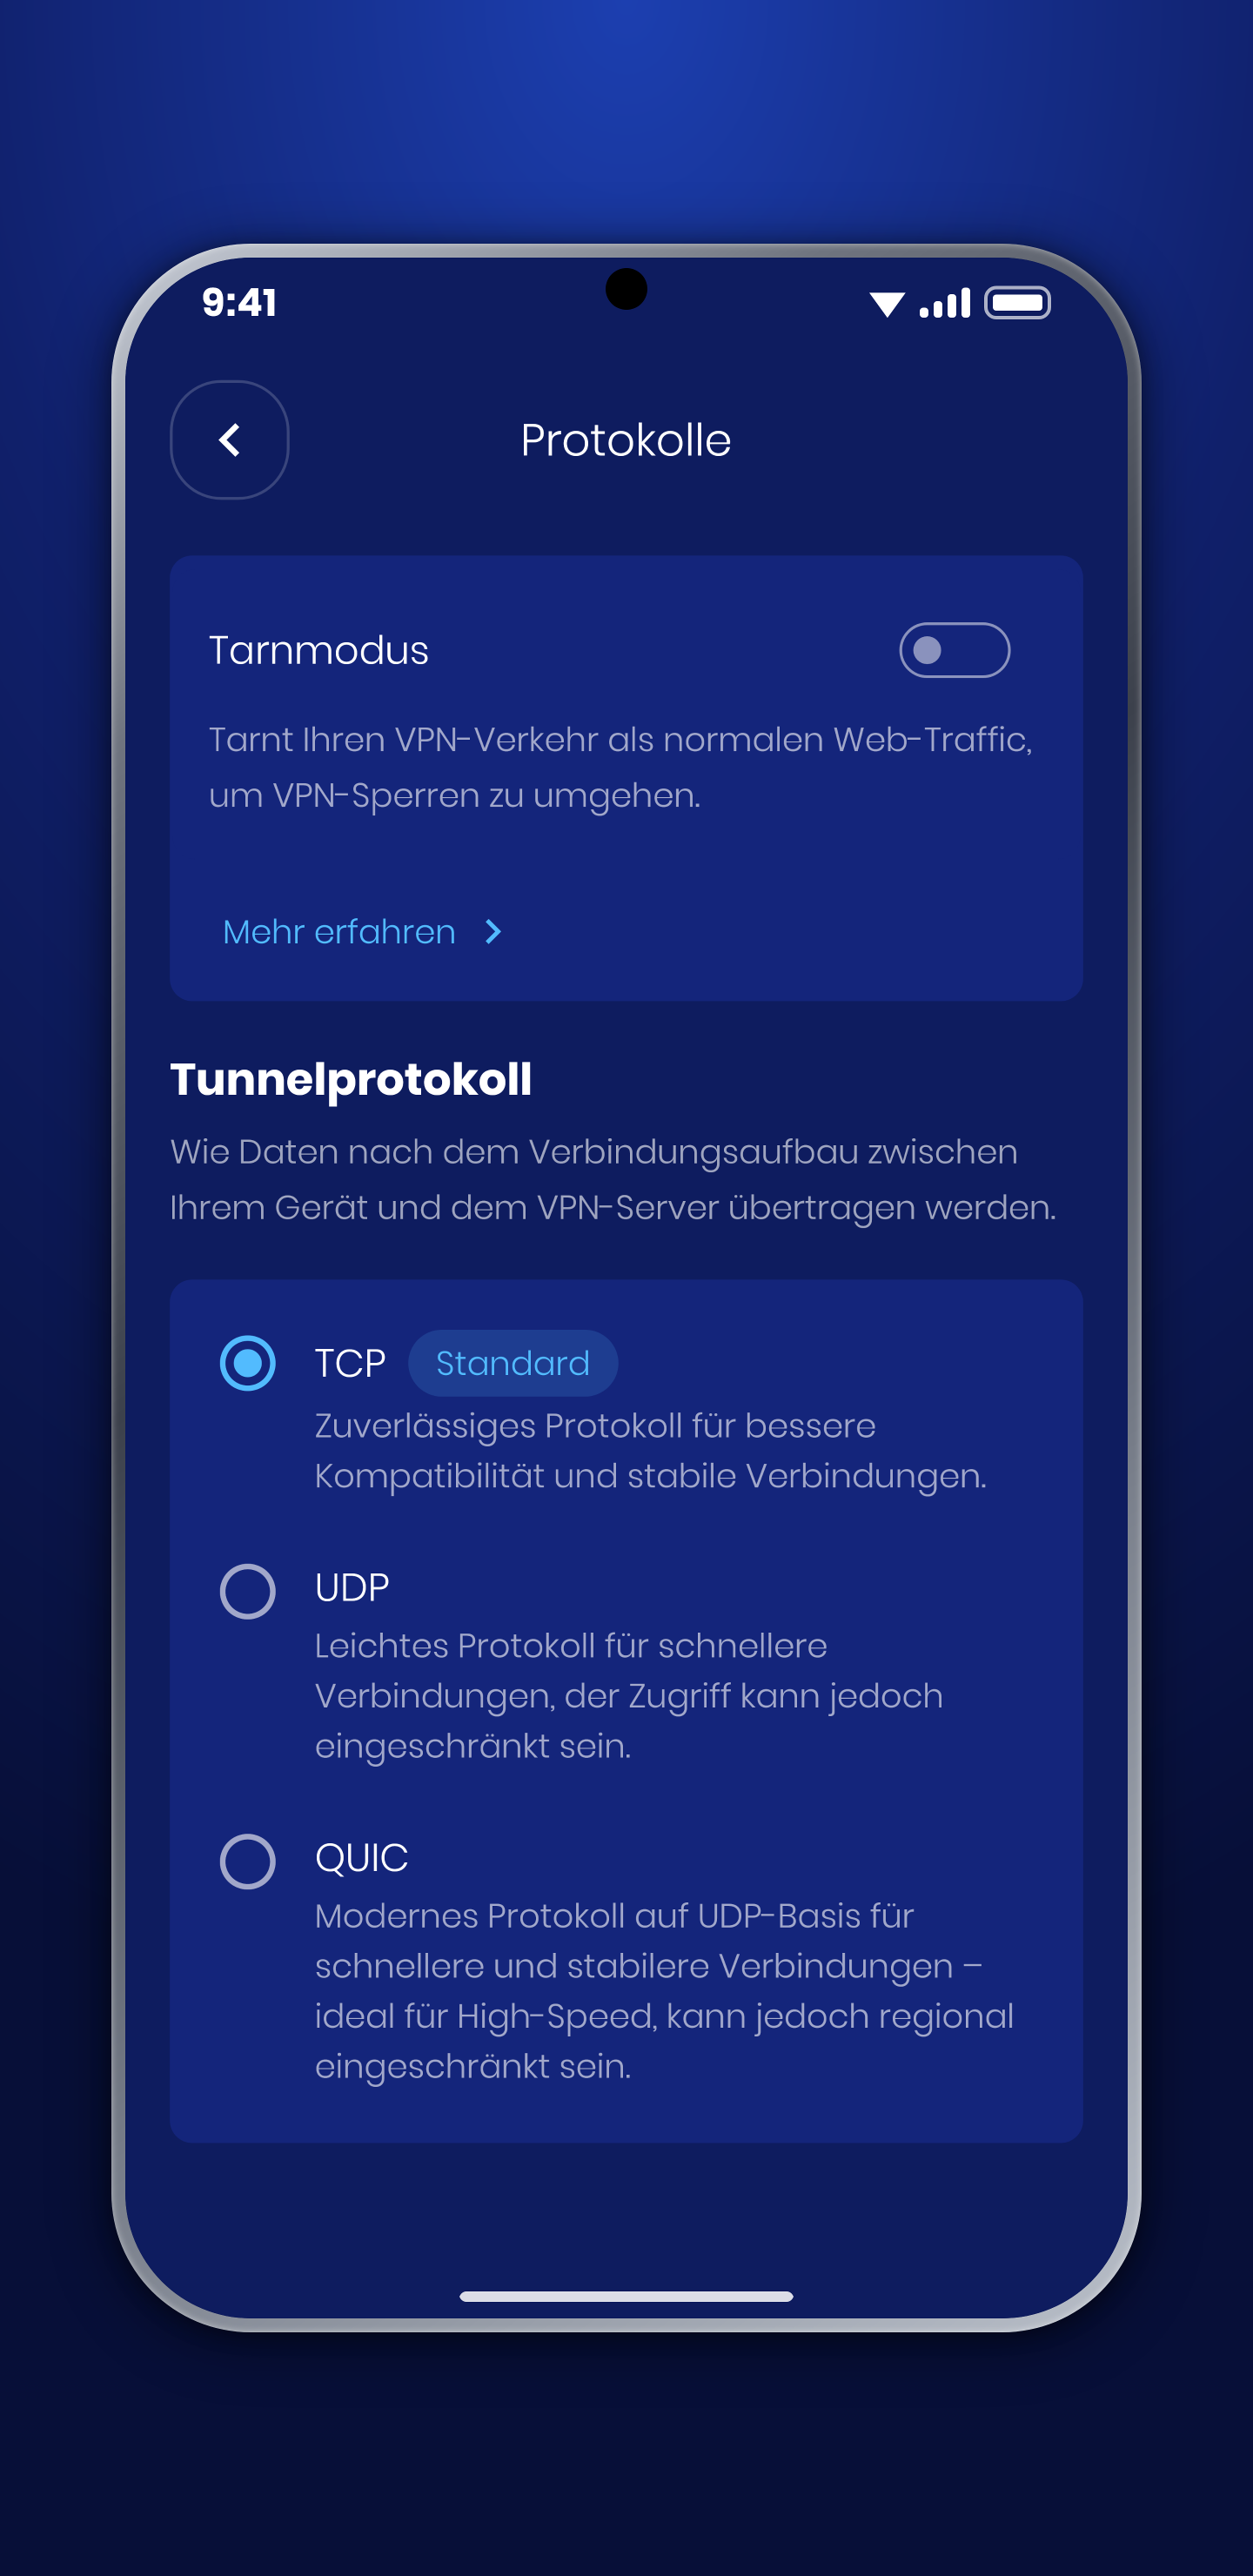 9:41
Protokolle
Tarnmodus
Tarnt Ihren VPN-Verkehr als normalen Web-Traffic,
um VPN-Sperren zu umgehen.
Mehr erfahren
Tunnelprotokoll
Wie Daten nach dem Verbindungsaufbau zwischen
Ihrem Gerät und dem VPN-Server übertragen werden.
TCP Standard
Zuverlässiges Protokoll für bessere
Kompatibilität und stabile Verbindungen.
UDP
Leichtes Protokoll für schnellere
Verbindungen, der Zugriff kann jedoch
eingeschränkt sein.
QUIC
Modernes Protokoll auf UDP-Basis für
schnellere und stabilere Verbindungen –
ideal für High-Speed, kann jedoch regional
eingeschränkt sein.